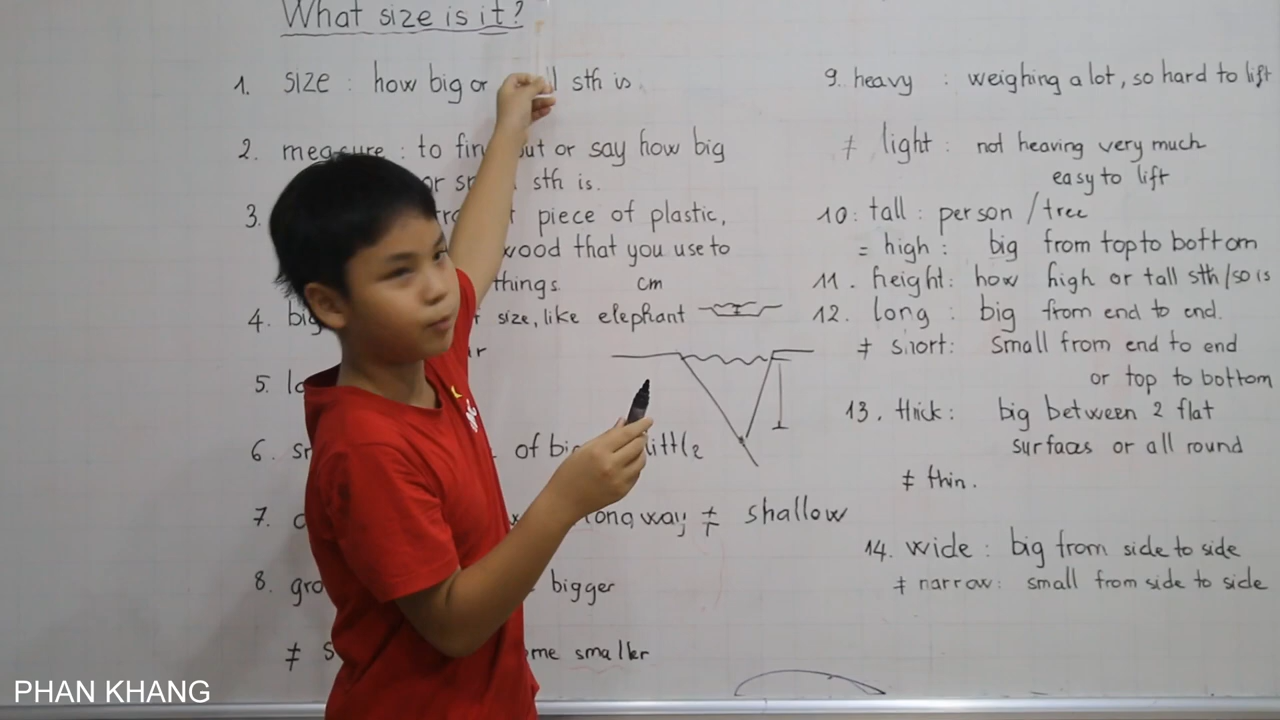 What size is it?
1. size : how big or sth is
2. measure : to find out or say how big
or sth is.
3. piece of plastic,
wood that you use to
things cm
4. big size, like elephant
5.
6. of big little
7. long way ≠ shallow
8. bigger
≠ smaller
9. heavy : weighing a lot, so hard to lift
≠ light : not heaving very much
easy to lift
10: tall : person / tree
= high : big from top to bottom
11. height : how high or tall sth/so is
12. long : big from end to end.
≠ short : small from end to end
or top to bottom
13. thick : big between 2 flat
surfaces or all round
≠ thin.
14. wide : big from side to side
≠ narrow : small from side to side
PHAN KHANG